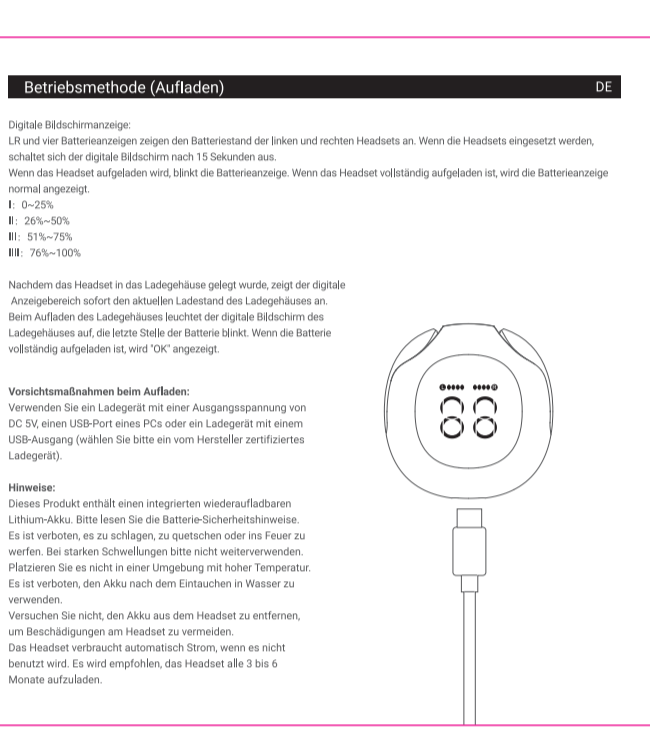 Betriebsmethode (Aufladen) DE
Digitale Bildschirmanzeige:
LR und vier Batterieanzeigen zeigen den Batteriestand der linken und rechten Headsets an. Wenn die Headsets eingesetzt werden,
schaltet sich der digitale Bildschirm nach 15 Sekunden aus.
Wenn das Headset aufgeladen wird, blinkt die Batterieanzeige. Wenn das Headset vollständig aufgeladen ist, wird die Batterieanzeige
normal angezeigt.
I: 0~25%
II: 26%~50%
III: 51%~75%
IIII: 76%~100%
Nachdem das Headset in das Ladegehäuse gelegt wurde, zeigt der digitale
Anzeigebereich sofort den aktuellen Ladestand des Ladegehäuses an.
Beim Aufladen des Ladegehäuses leuchtet der digitale Bildschirm des
Ladegehäuses auf, die letzte Stelle der Batterie blinkt. Wenn die Batterie
vollständig aufgeladen ist, wird "OK" angezeigt.
Vorsichtsmaßnahmen beim Aufladen:
Verwenden Sie ein Ladegerät mit einer Ausgangsspannung von
DC 5V, einen USB-Port eines PCs oder ein Ladegerät mit einem
USB-Ausgang (wählen Sie bitte ein vom Hersteller zertifiziertes
Ladegerät).
Hinweise:
Dieses Produkt enthält einen integrierten wiederaufladbaren
Lithium-Akku. Bitte lesen Sie die Batterie-Sicherheitshinweise.
Es ist verboten, es zu schlagen, zu quetschen oder ins Feuer zu
werfen. Bei starken Schwellungen bitte nicht weiterverwenden.
Platzieren Sie es nicht in einer Umgebung mit hoher Temperatur.
Es ist verboten, den Akku nach dem Eintauchen in Wasser zu
verwenden.
Versuchen Sie nicht, den Akku aus dem Headset zu entfernen,
um Beschädigungen am Headset zu vermeiden.
Das Headset verbraucht automatisch Strom, wenn es nicht
benutzt wird. Es wird empfohlen, das Headset alle 3 bis 6
Monate aufzuladen.
L R
88